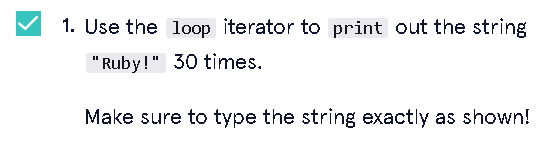 1. Use the loop iterator to print out the string
"Ruby!" 30 times.
Make sure to type the string exactly as shown!